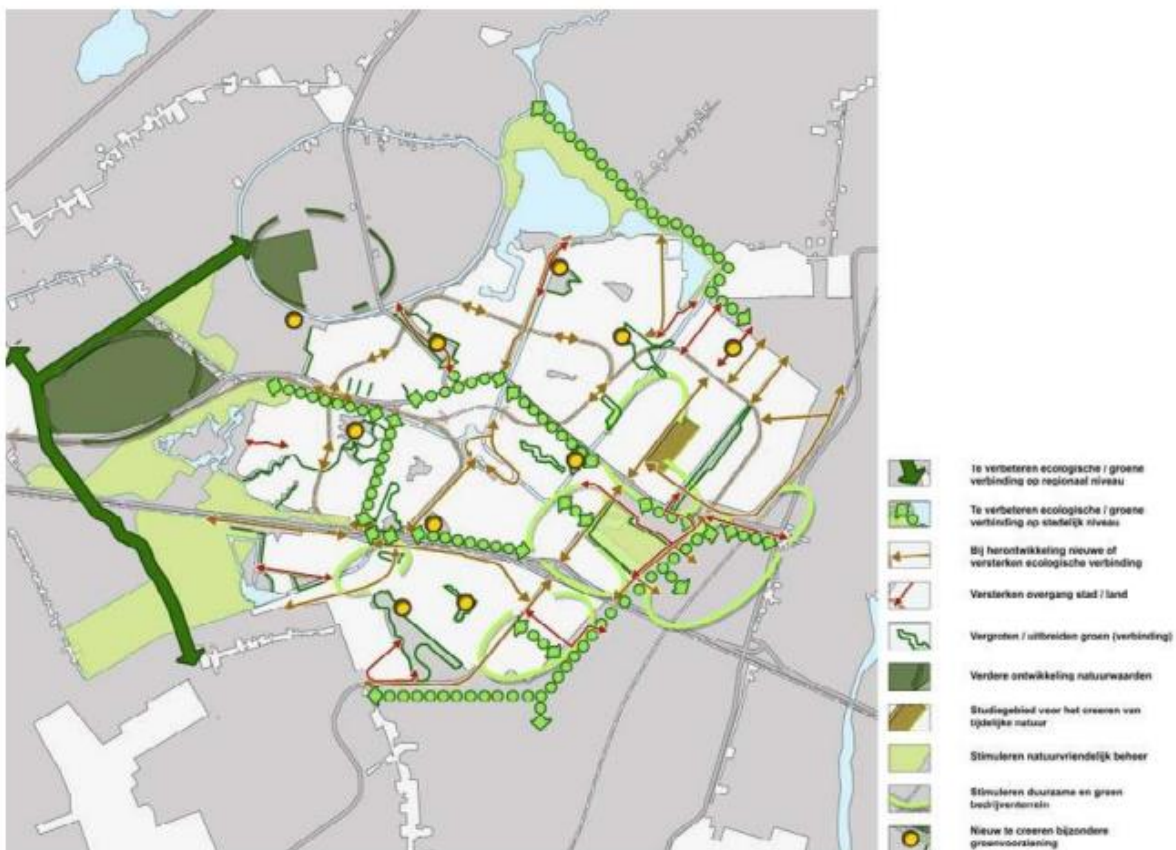 Te verbeteren ecologische / groene
verbinding op regionaal niveau
Te verbeteren ecologische / groene
verbinding op stedelijk niveau
Bij herontwikkeling nieuwe of
versterken ecologische verbinding
Versterken overgang stad / land
Vergroten / uitbreiden groen (verbinding)
Verdere ontwikkeling natuurwaarden
Studiegebied voor het creeren van
tijdelijke natuur
Stimuleren natuurvriendelijk beheer
Stimuleren duurzame en groen
bedrijventerrein
Nieuw te creeren bijzondere
groenvoorziening